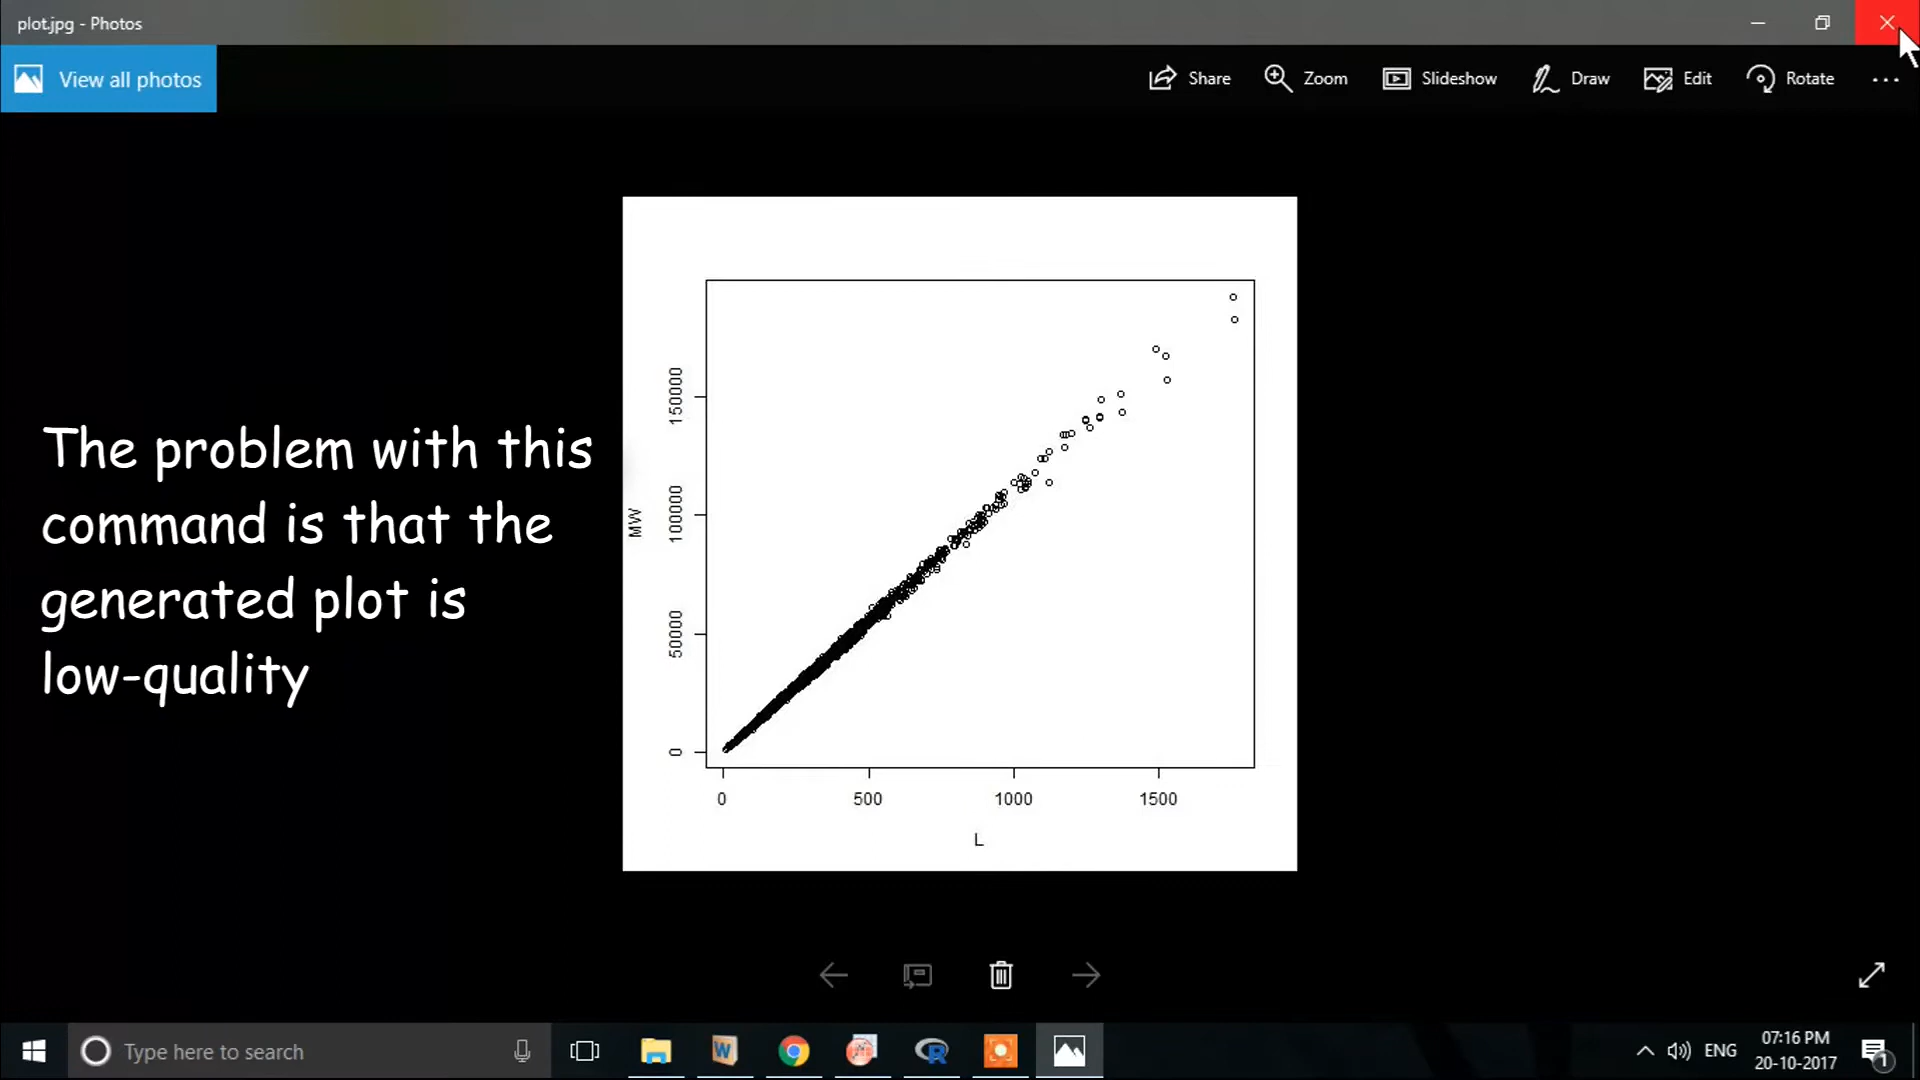 plot.jpg - Photos
View all photos
Share
Zoom
Slideshow
Draw
Edit
Rotate
The problem with this
command is that the
generated plot is
low-quality
MW
150000
100000
50000
0
0 500 1000 1500
L
Type here to search
W
R
ENG
07:16 PM
20-10-2017
1